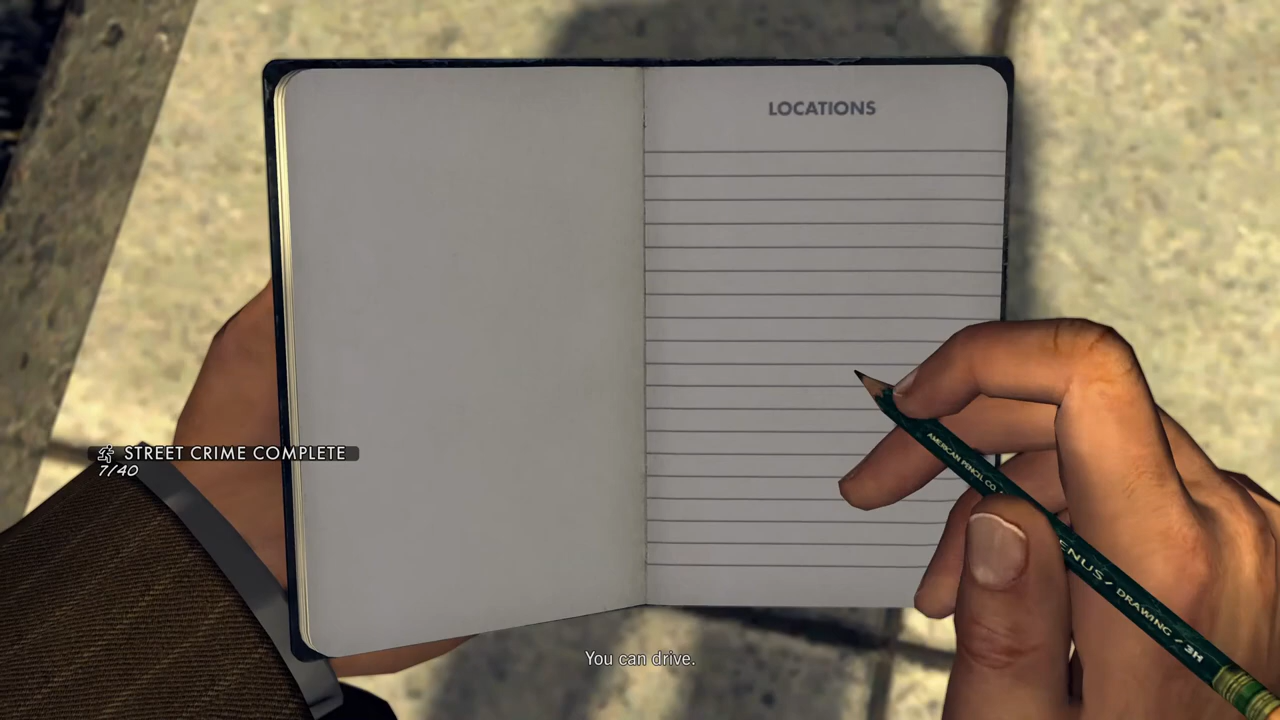 LOCATIONS
STREET CRIME COMPLETE
7/40
AMERICAN PENCIL CO.
ENUS / DRAWING / 3H
You can drive.